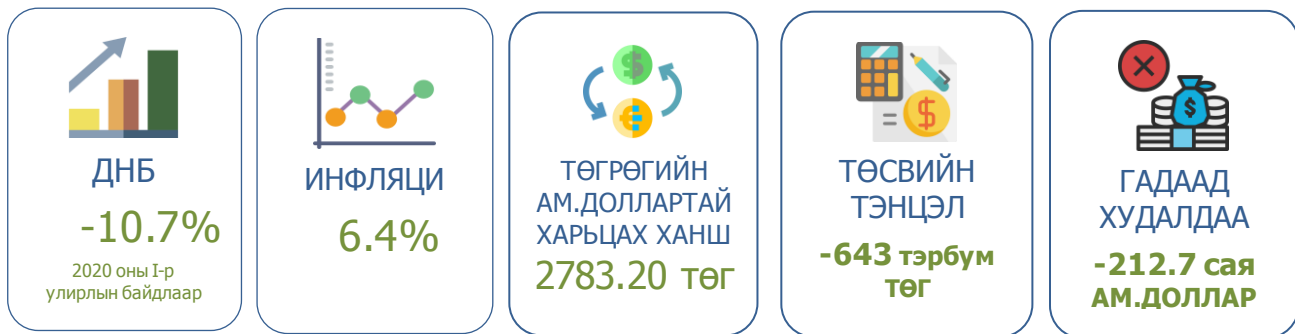 ДНБ
-10.7%
2020 оны I-р
улирлын байдлаар
ИНФЛЯЦИ
6.4%
ТӨГРӨГИЙН
АМ.ДОЛЛАРТАЙ
ХАРЬЦАХ ХАНШ
2783.20 төг
ТӨСВИЙН
ТЭНЦЭЛ
-643 тэрбум
төг
ГАДААД
ХУДАЛДАА
-212.7 сая
АМ.ДОЛЛАР